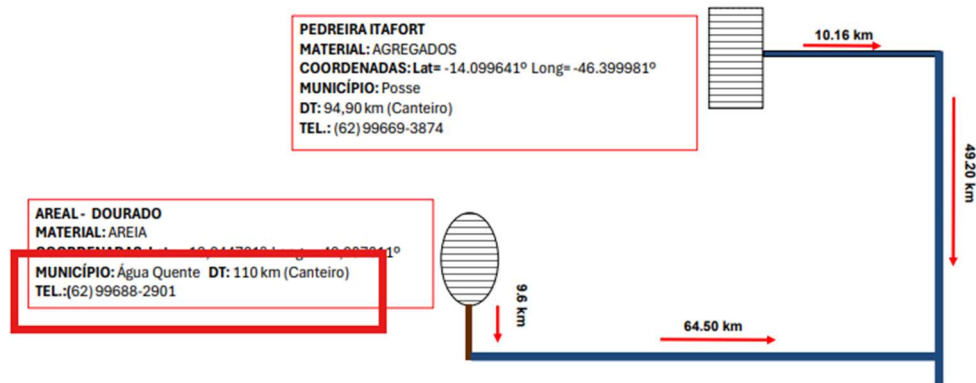 PEDREIRA ITAFORT
MATERIAL: AGREGADOS
COORDENADAS: Lat= -14.099641º Long= -46.399981º
MUNICÍPIO: Posse
DT: 94,90 km (Canteiro)
TEL.: (62) 99669-3874
10.16 km
49.20 km
AREAL - DOURADO
MATERIAL: AREIA
MUNICÍPIO: Água Quente DT: 110 km (Canteiro)
TEL.:(62) 99688-2901
9.6 km
64.50 km